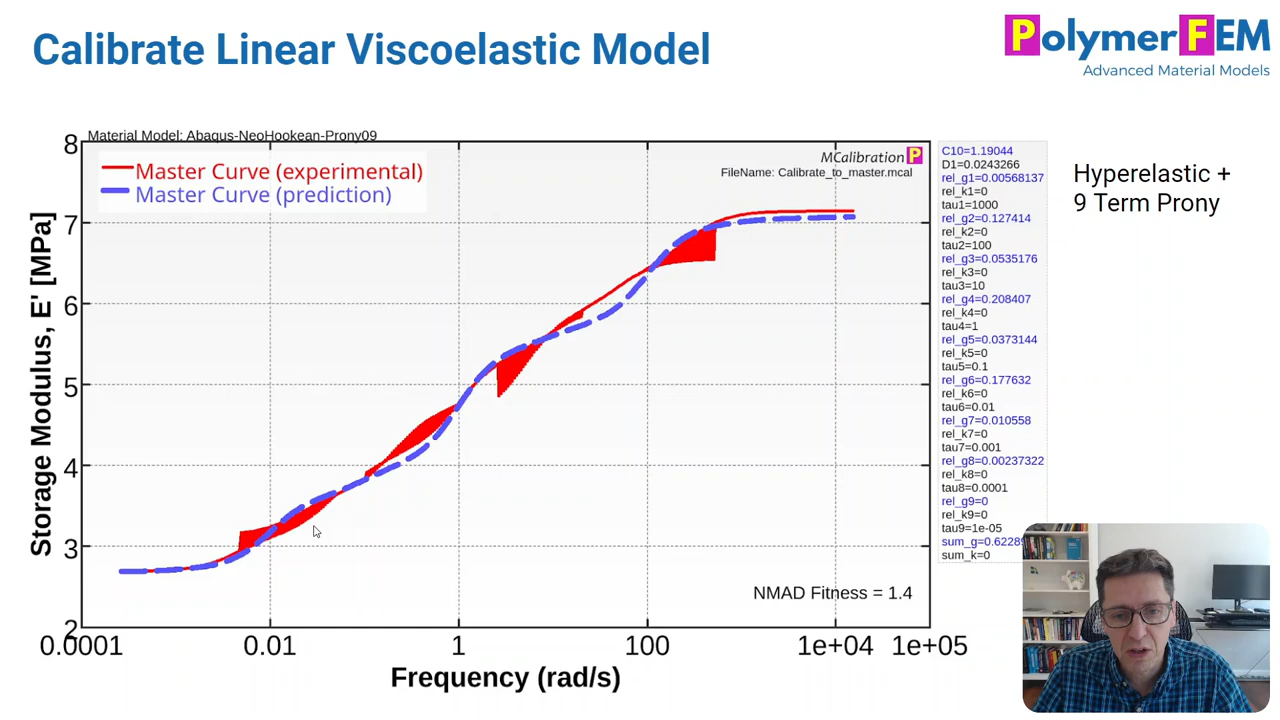 Calibrate Linear Viscoelastic Model
PolymerFEM
Advanced Material Models
Material Model: Abaqus-NeoHookean-Prony09
Master Curve (experimental)
Master Curve (prediction)
MCalibration P
FileName: Calibrate_to_master.mcal
8
7
6
5
4
3
2
Storage Modulus, E' [MPa]
0.0001
0.01
1
100
1e+04
1e+05
Frequency (rad/s)
NMAD Fitness = 1.4
C10=1.19044
D1=0.0243266
rel_g1=0.00568137
rel_k1=0
tau1=1000
rel_g2=0.127414
rel_k2=0
tau2=100
rel_g3=0.0535176
rel_k3=0
tau3=10
rel_g4=0.208407
rel_k4=0
tau4=1
rel_g5=0.0373144
rel_k5=0
tau5=0.1
rel_g6=0.177632
rel_k6=0
tau6=0.01
rel_g7=0.010558
rel_k7=0
tau7=0.001
rel_g8=0.00237322
rel_k8=0
tau8=0.0001
rel_g9=0
rel_k9=0
tau9=1e-05
sum_g=0.6228
sum_k=0
Hyperelastic +
9 Term Prony